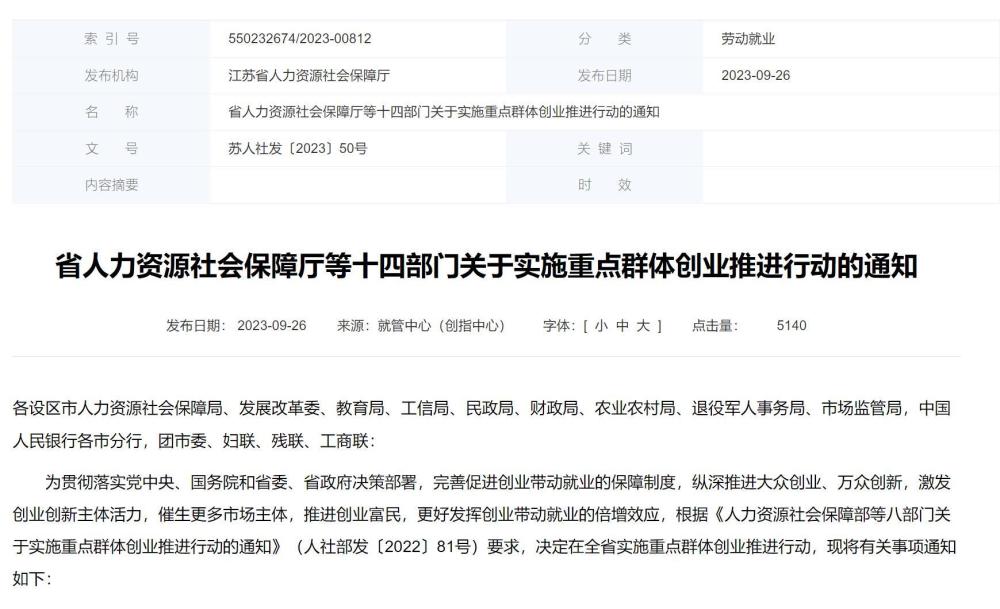 索引号 550232674/2023-00812 分类 劳动就业
发布机构 江苏省人力资源社会保障厅 发布日期 2023-09-26
名称 省人力资源社会保障厅等十四部门关于实施重点群体创业推进行动的通知
文号 苏人社发〔2023〕50号 关键词
内容摘要 时效
省人力资源社会保障厅等十四部门关于实施重点群体创业推进行动的通知
发布日期: 2023-09-26 来源: 就管中心（创指中心） 字体: [ 小 中 大 ] 点击量: 5140
各设区市人力资源社会保障局、发展改革委、教育局、工信局、民政局、财政局、农业农村局、退役军人事务局、市场监管局，中国
人民银行各市分行，团市委、妇联、残联、工商联：
为贯彻落实党中央、国务院和省委、省政府决策部署，完善促进创业带动就业的保障制度，纵深推进大众创业、万众创新，激发
创业创新主体活力，催生更多市场主体，推进创业富民，更好发挥创业带动就业的倍增效应，根据《人力资源社会保障部等八部门关
于实施重点群体创业推进行动的通知》（人社部发〔2022〕81号）要求，决定在全省实施重点群体创业推进行动，现将有关事项通知
如下：